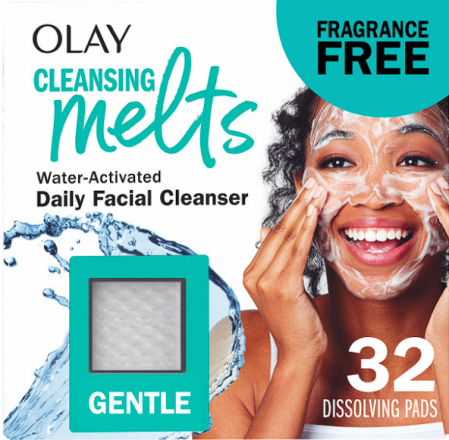 OLAY
CLEANSING
melts
Water-Activated
Daily Facial Cleanser
FRAGRANCE
FREE
GENTLE
32
DISSOLVING PADS